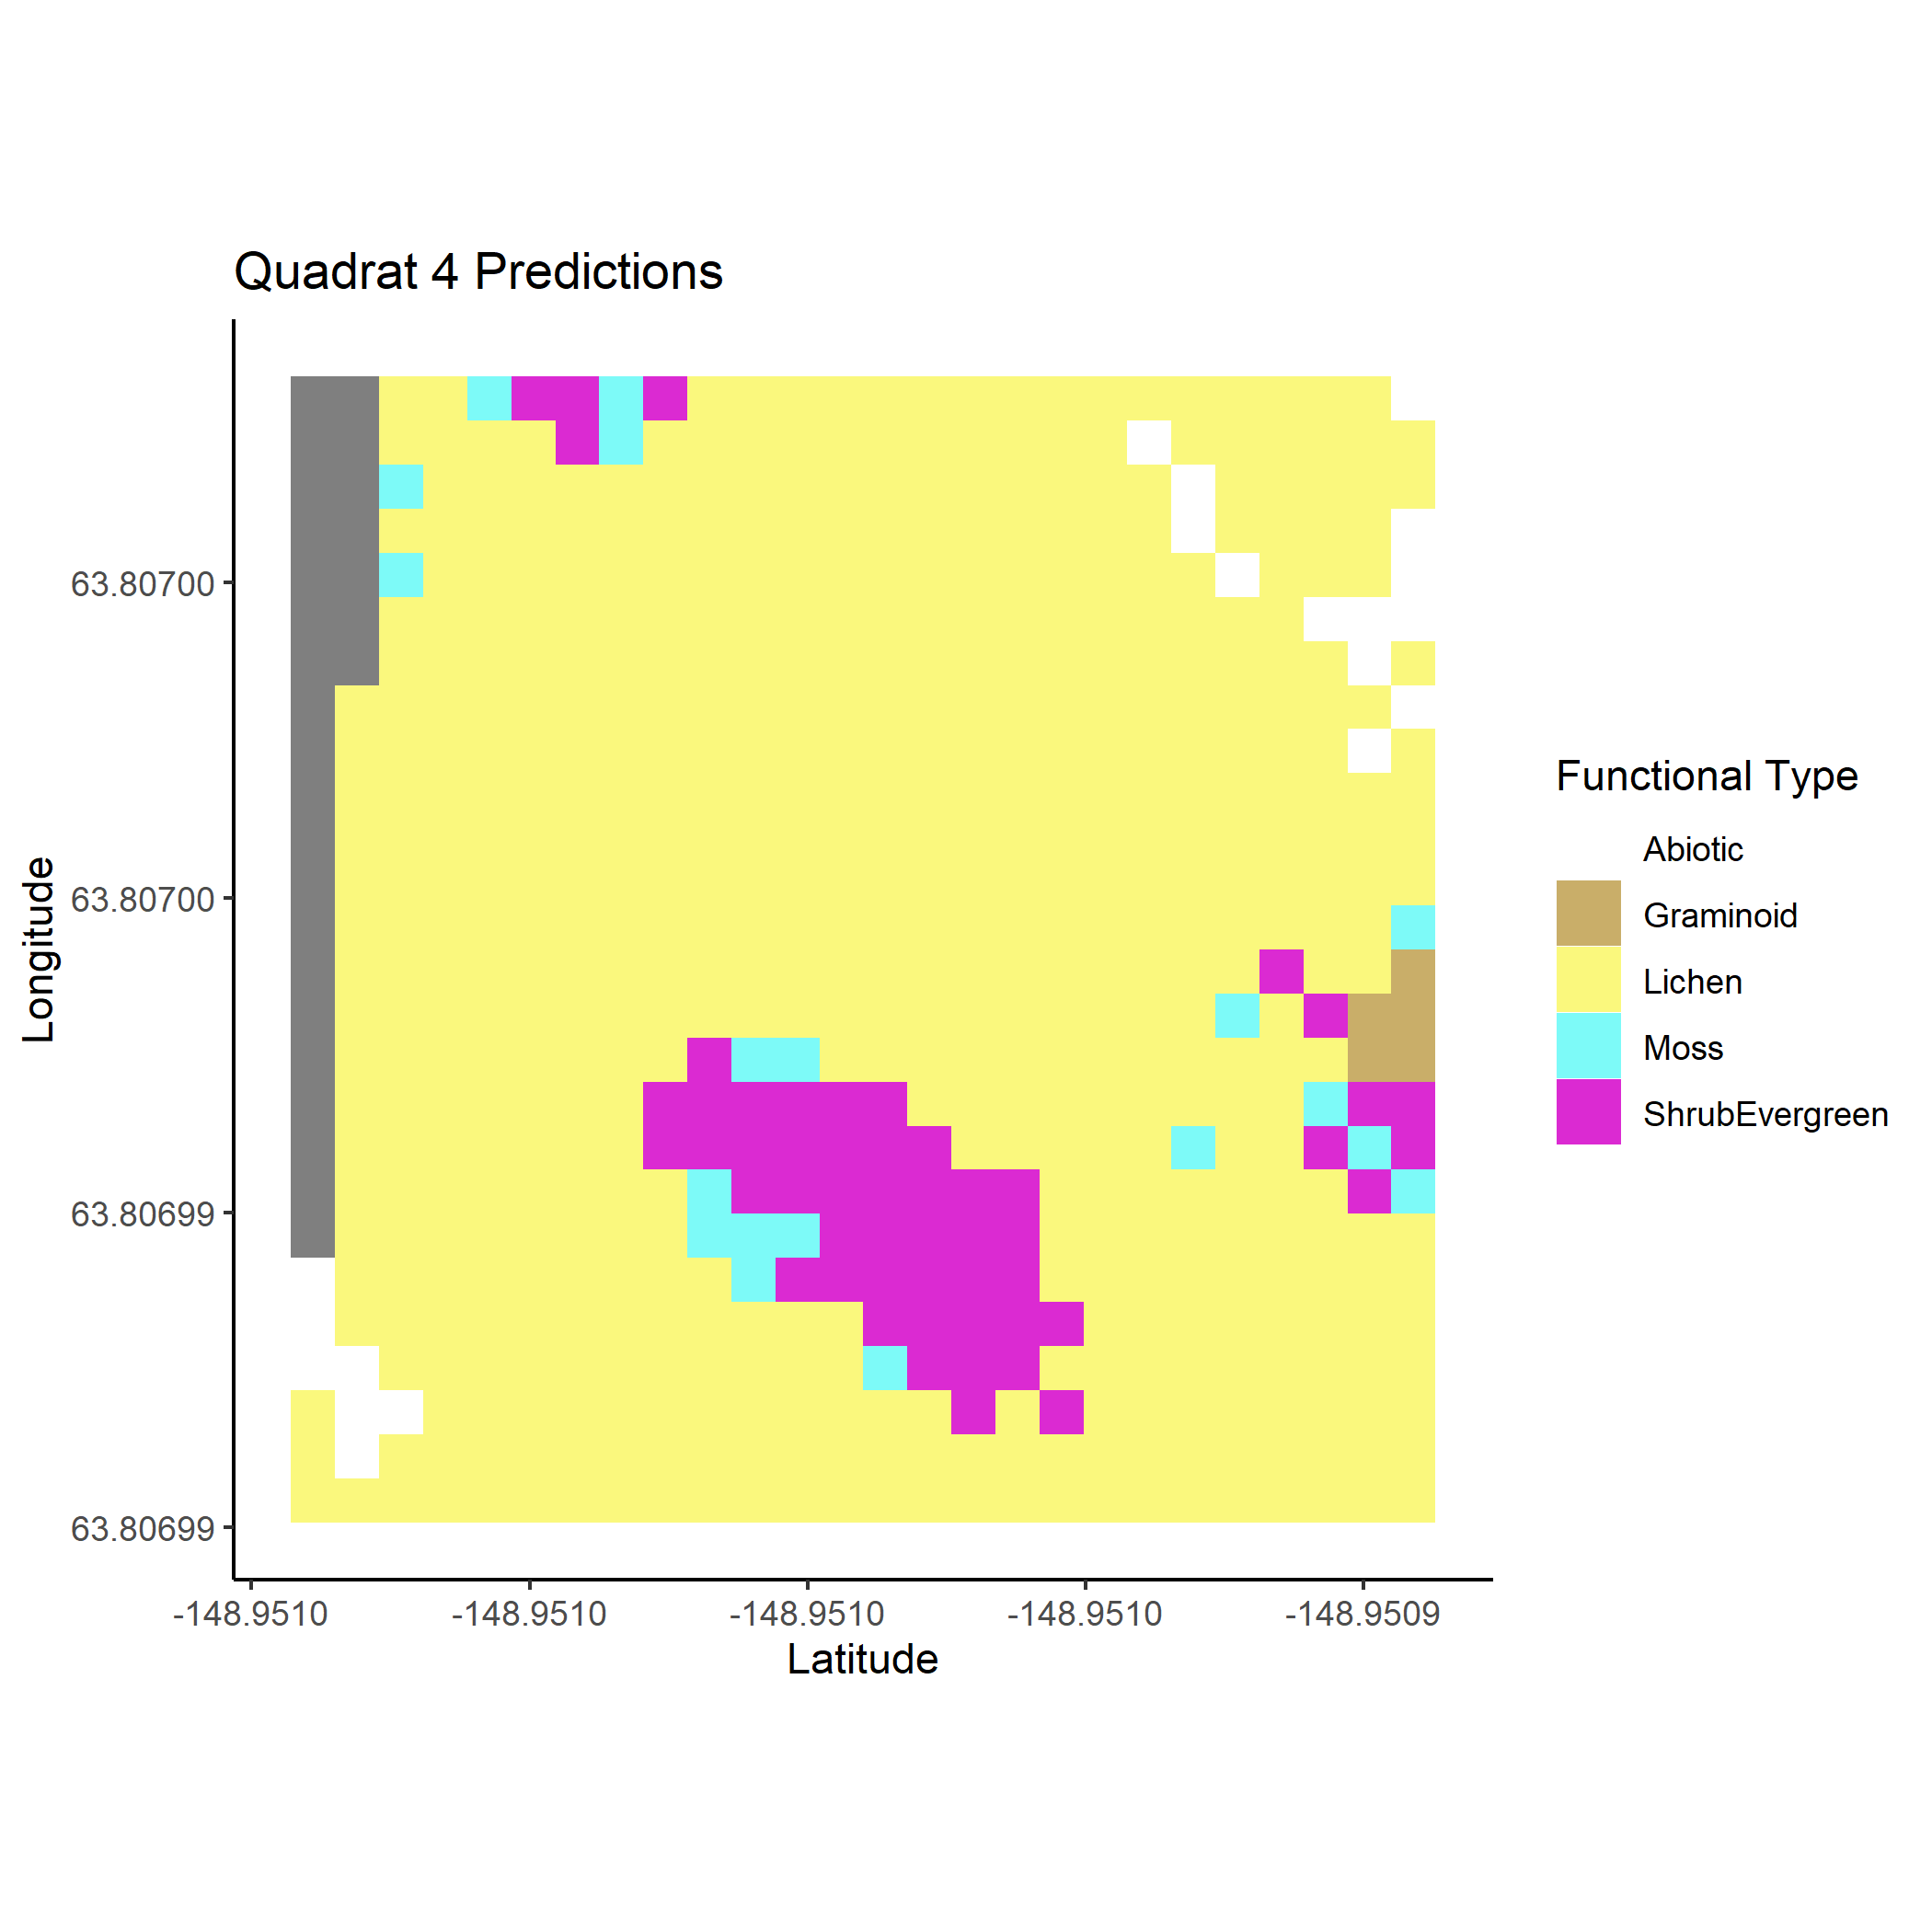 Quadrat 4 Predictions
63.80700
63.80700
63.80699
63.80699
Longitude
-148.9510
-148.9510
-148.9510
-148.9510
-148.9509
Latitude
Functional Type
Abiotic
Graminoid
Lichen
Moss
ShrubEvergreen